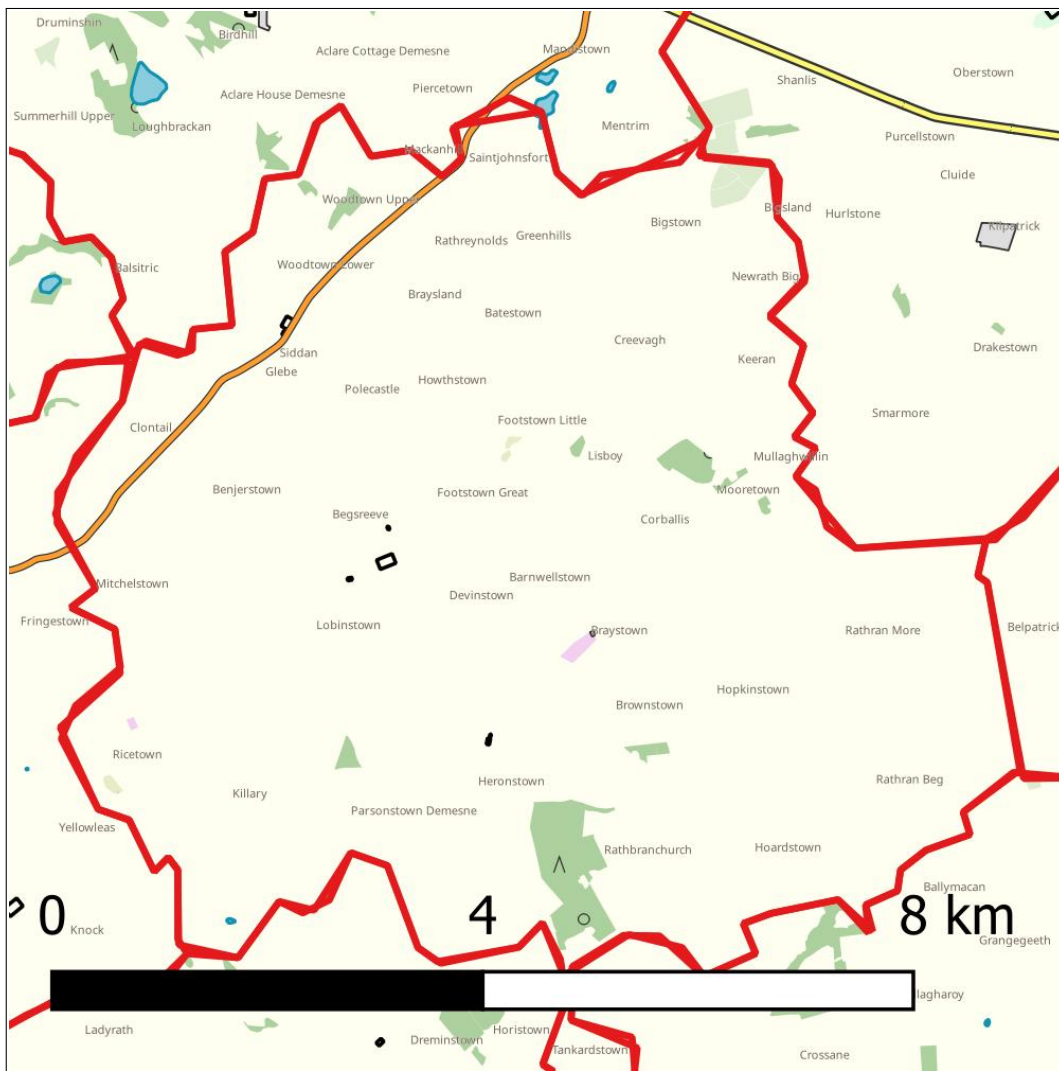 Druminshin
Birdhill
Aclare Cottage Demesne
Mandistown
Shanlis
Oberstown
Piercetown
Aclare House Demesne
Summerhill Upper
Loughbrackan
Mentrim
Purcellstown
Mackanhill
Saintjohnsfort
Cluide
Woodtown Upper
Bigstown
Bigsland
Hurlstone
Kilpatrick
Rathreynolds
Greenhills
Balsitric
Woodtown Lower
Newrath Big
Braysland
Batestown
Creevagh
Drakestown
Siddan
Glebe
Keeran
Polecastle
Howthstown
Smarmore
Footstown Little
Clontail
Lisboy
Mullaghwillin
Benjerstown
Footstown Great
Mooretown
Begsreeve
Corballis
Mitchelstown
Barnwellstown
Devinstown
Fringestown
Lobinstown
Braystown
Rathran More
Belpatrick
Hopkinstown
Brownstown
Ricetown
Heronstown
Rathran Beg
Killary
Parsonstown Demesne
Yellowleas
Rathbranchurch
Hoardstown
Ballymacan
0 4 8 km
Knock
Grangegeeth
lagharoy
Ladyrath
Dreminstown
Horistown
Tankardstown
Crossane